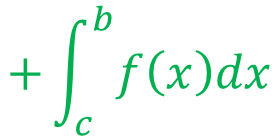 + ∫_c^b f(x)dx